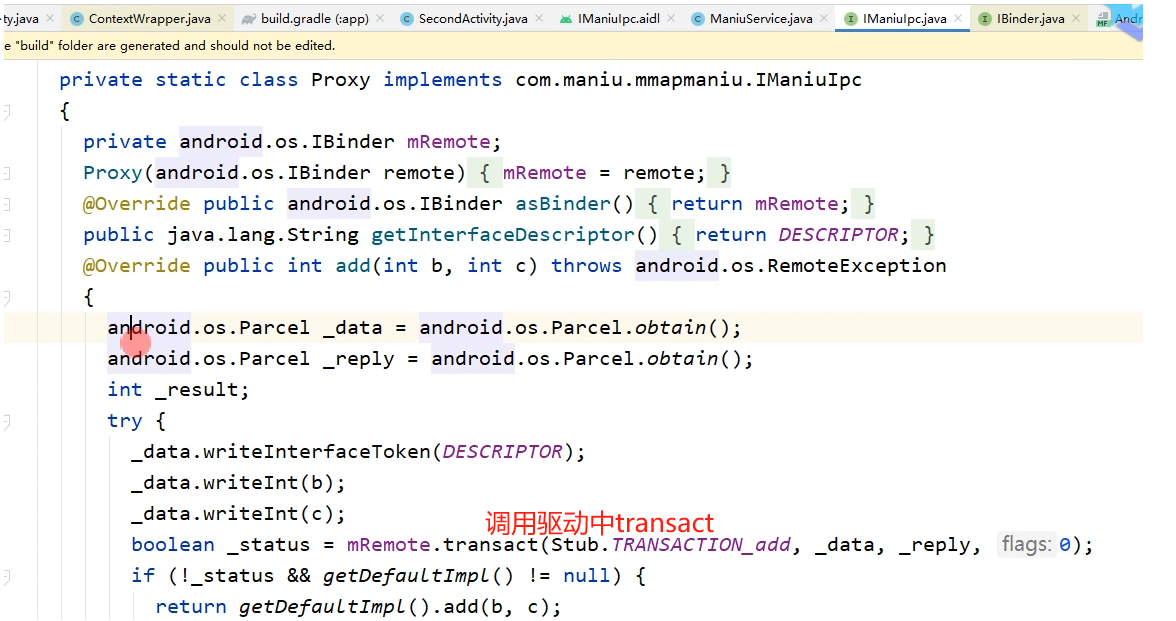 ty.java ContextWrapper.java build.gradle (:app) SecondActivity.java IManiuIpc.aidl ManiuService.java IManiuIpc.java IBinder.java Andr
e "build" folder are generated and should not be edited.
private static class Proxy implements com.maniu.mmapmaniu.IManiuIpc
{
private android.os.IBinder mRemote;
Proxy(android.os.IBinder remote) { mRemote = remote; }
@Override public android.os.IBinder asBinder() { return mRemote; }
public java.lang.String getInterfaceDescriptor() { return DESCRIPTOR; }
@Override public int add(int b, int c) throws android.os.RemoteException
{
android.os.Parcel _data = android.os.Parcel.obtain();
android.os.Parcel _reply = android.os.Parcel.obtain();
int _result;
try {
_data.writeInterfaceToken(DESCRIPTOR);
_data.writeInt(b);
_data.writeInt(c);
调用驱动中transact
boolean _status = mRemote.transact(Stub.TRANSACTION_add, _data, _reply, flags: 0);
if (!_status && getDefaultImpl() != null) {
return getDefaultImpl().add(b, c);